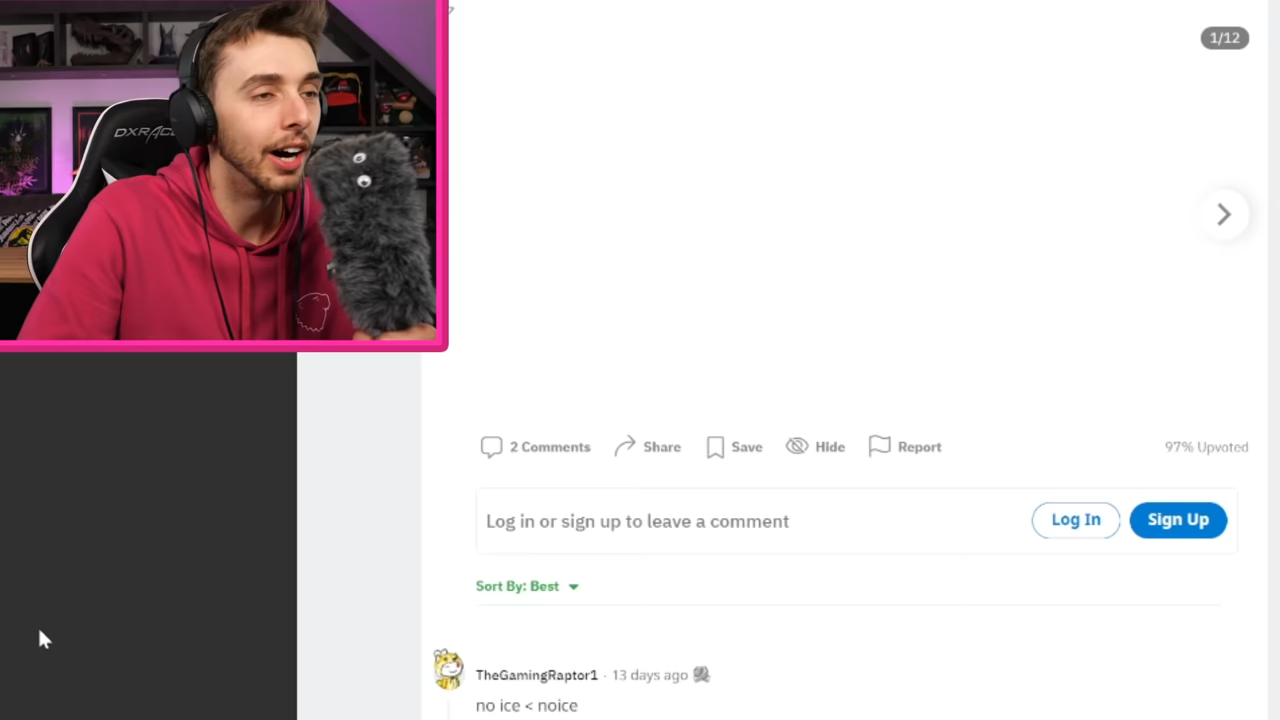 1/12
DXRAC
2 Comments Share Save Hide Report 97% Upvoted
Log in or sign up to leave a comment Log In Sign Up
Sort By: Best
TheGamingRaptor1 · 13 days ago
no ice < noice